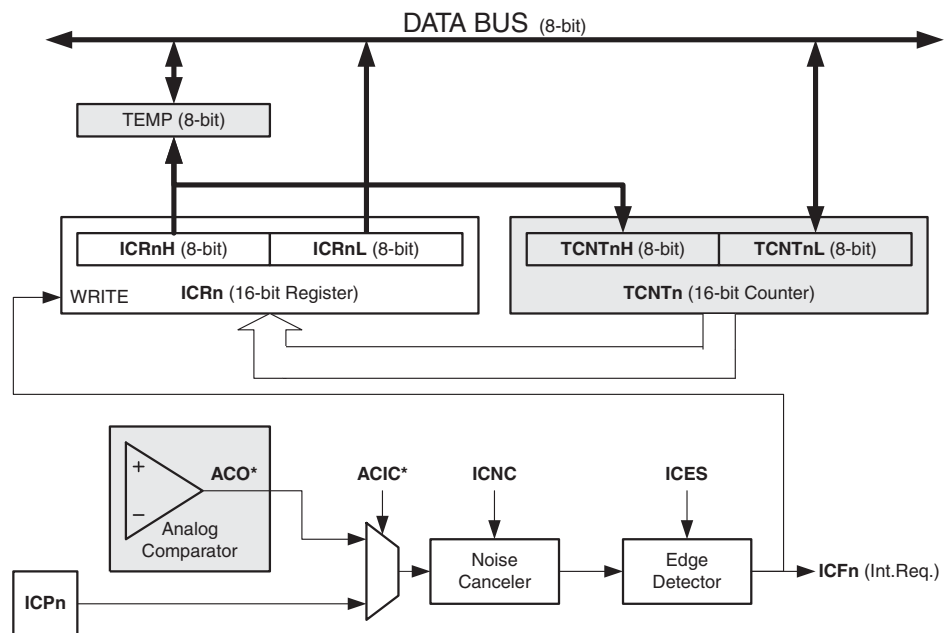 DATA BUS (8-bit)
TEMP (8-bit)
ICRnH (8-bit)
ICRnL (8-bit)
TCNTnH (8-bit)
TCNTnL (8-bit)
WRITE
ICRn (16-bit Register)
TCNTn (16-bit Counter)
+
−
ACO*
Analog
Comparator
ACIC*
ICNC
ICES
Noise
Canceler
Edge
Detector
ICFn (Int.Req.)
ICPn